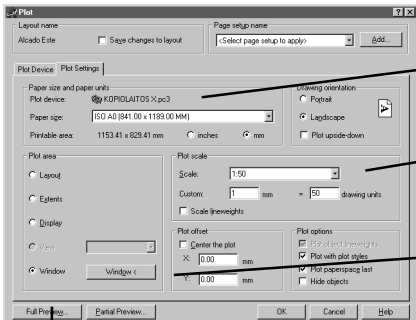 Plot
Layout name
Alcado Este
Save changes to layout
Page setup name
<Select page setup to apply>
Add...
Plot Device
Plot Settings
Paper size and paper units
Plot device:
KOPIOLAITOS X.pc3
Paper size:
ISO A0 (841.00 x 1189.00 MM)
Printable area:
1153.41 x 829.41 mm
inches
mm
Drawing orientation
Portrait
Landscape
Plot upside-down
A
Plot area
Layout
Extents
Display
View
Window
Window <
Plot scale
Scale:
1:50
Custom:
1 mm = 50 drawing units
Scale lineweights
Plot offset
Center the plot
X: 0.00 mm
Y: 0.00 mm
Plot options
Plot object lineweights
Plot with plot styles
Plot paperspace last
Hide objects
Full Preview...
Partial Preview...
OK
Cancel
Help